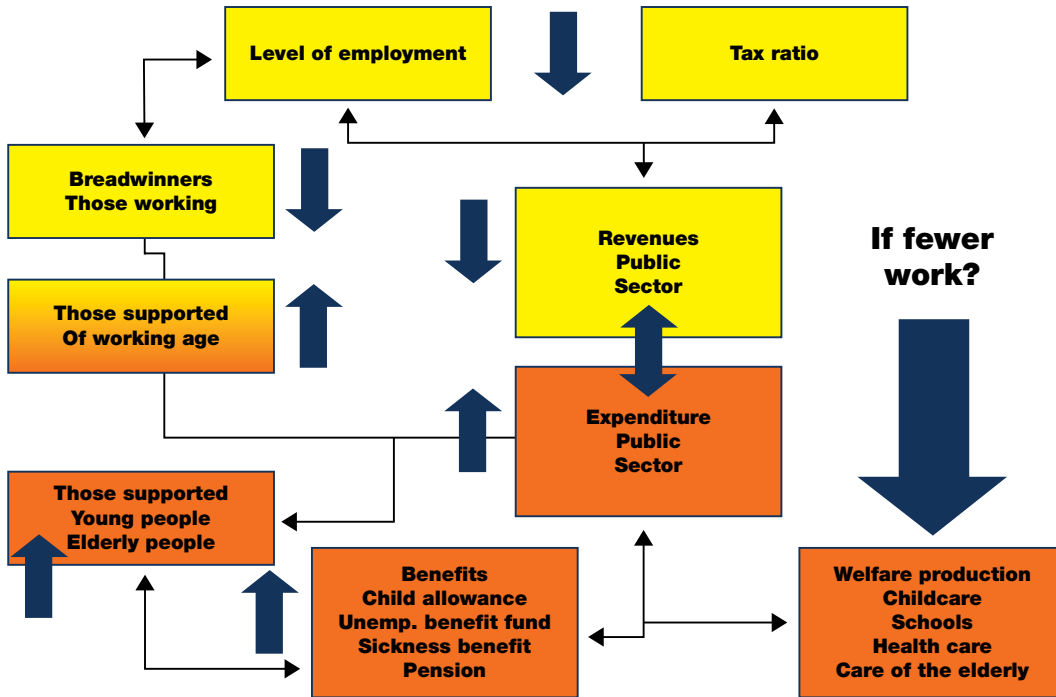 Level of employment
Tax ratio
Breadwinners
Those working
Revenues
Public
Sector
If fewer
work?
Those supported
Of working age
Expenditure
Public
Sector
Those supported
Young people
Elderly people
Benefits
Child allowance
Unemp. benefit fund
Sickness benefit
Pension
Welfare production
Childcare
Schools
Health care
Care of the elderly